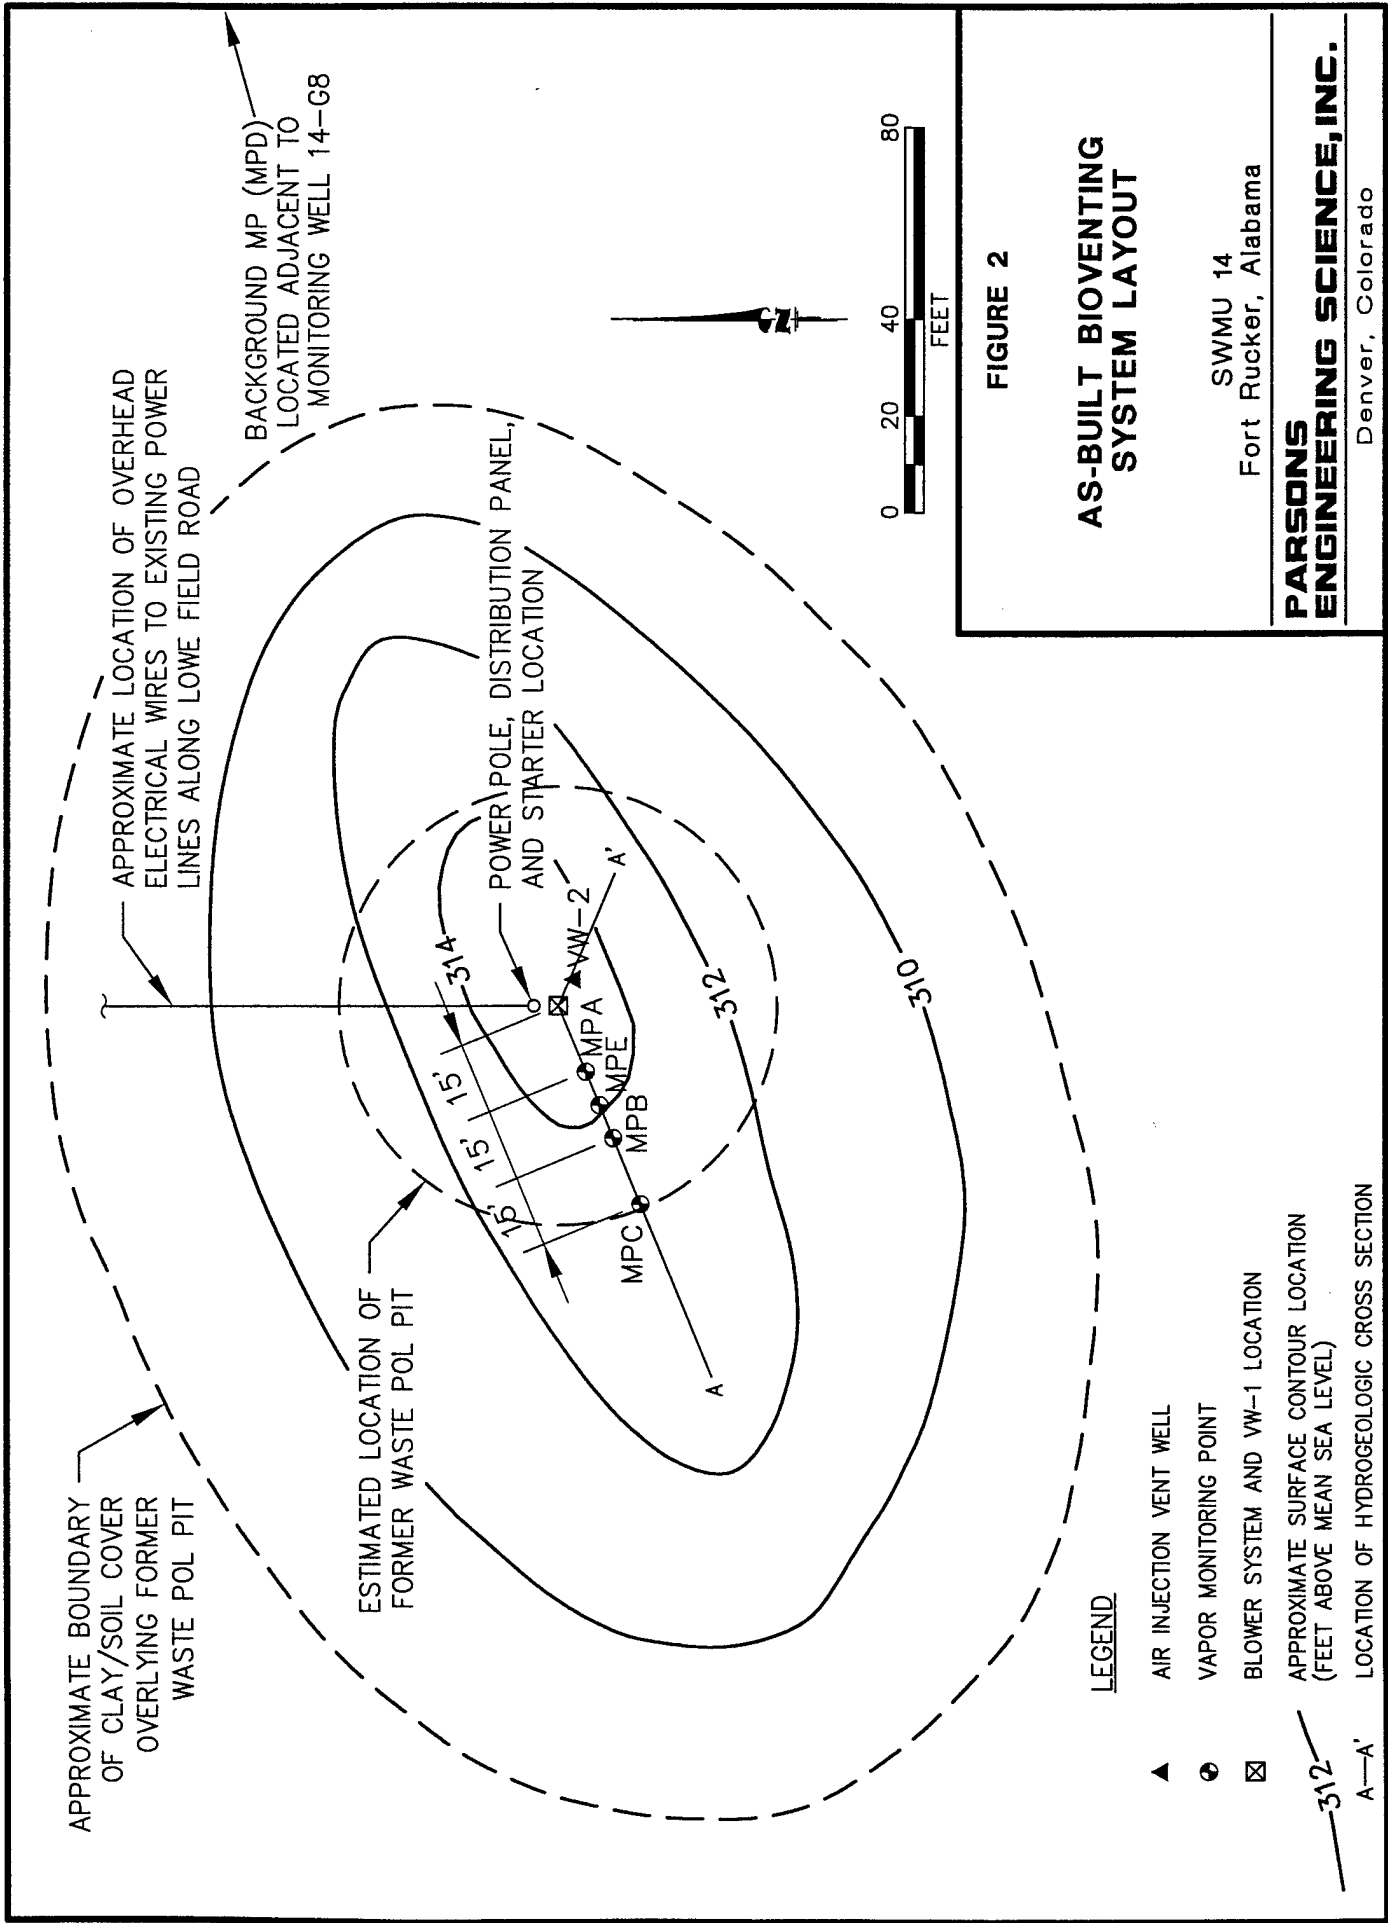 APPROXIMATE BOUNDARY
OF CLAY/SOIL COVER
OVERLYING FORMER
WASTE POL PIT
APPROXIMATE LOCATION OF OVERHEAD
ELECTRICAL WIRES TO EXISTING POWER
LINES ALONG LOWE FIELD ROAD
BACKGROUND MP (MPD)
LOCATED ADJACENT TO
MONITORING WELL 14-G8
ESTIMATED LOCATION OF
FORMER WASTE POL PIT
POWER POLE, DISTRIBUTION PANEL,
AND STARTER LOCATION
314
15'
15'
15'
VW-2
A'
MPA
MPE
MPB
MPC
A
312
310
N
0
20
40
80
FEET
LEGEND
AIR INJECTION VENT WELL
VAPOR MONITORING POINT
BLOWER SYSTEM AND VW-1 LOCATION
312
APPROXIMATE SURFACE CONTOUR LOCATION
(FEET ABOVE MEAN SEA LEVEL)
A—A' LOCATION OF HYDROGEOLOGIC CROSS SECTION
FIGURE 2
AS-BUILT BIOVENTING
SYSTEM LAYOUT
SWMU 14
Fort Rucker, Alabama
PARSONS
ENGINEERING SCIENCE, INC.
Denver, Colorado